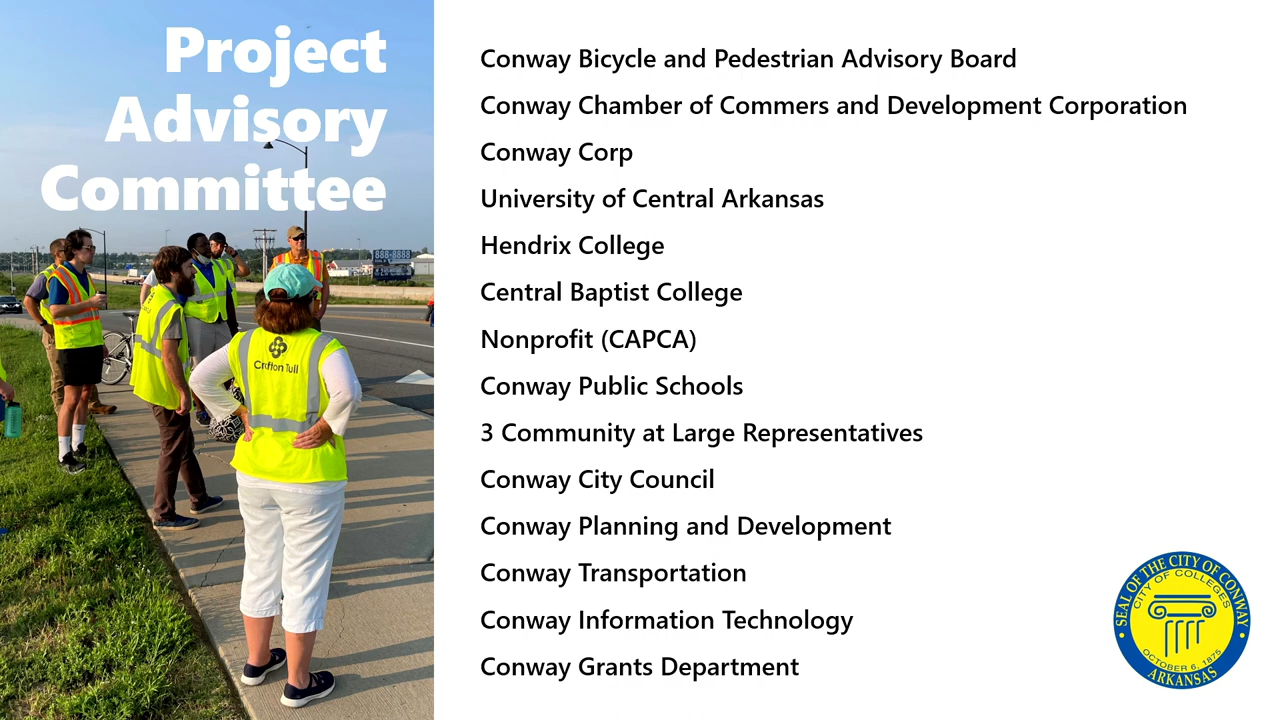 Project
Advisory
Committee
Conway Bicycle and Pedestrian Advisory Board
Conway Chamber of Commers and Development Corporation
Conway Corp
University of Central Arkansas
Hendrix College
Central Baptist College
Nonprofit (CAPCA)
Conway Public Schools
3 Community at Large Representatives
Conway City Council
Conway Planning and Development
Conway Transportation
Conway Information Technology
Conway Grants Department
Crafton Tull
SEAL OF THE CITY OF CONWAY
CITY OF COLLEGES
OCTOBER 6, 1875
ARKANSAS